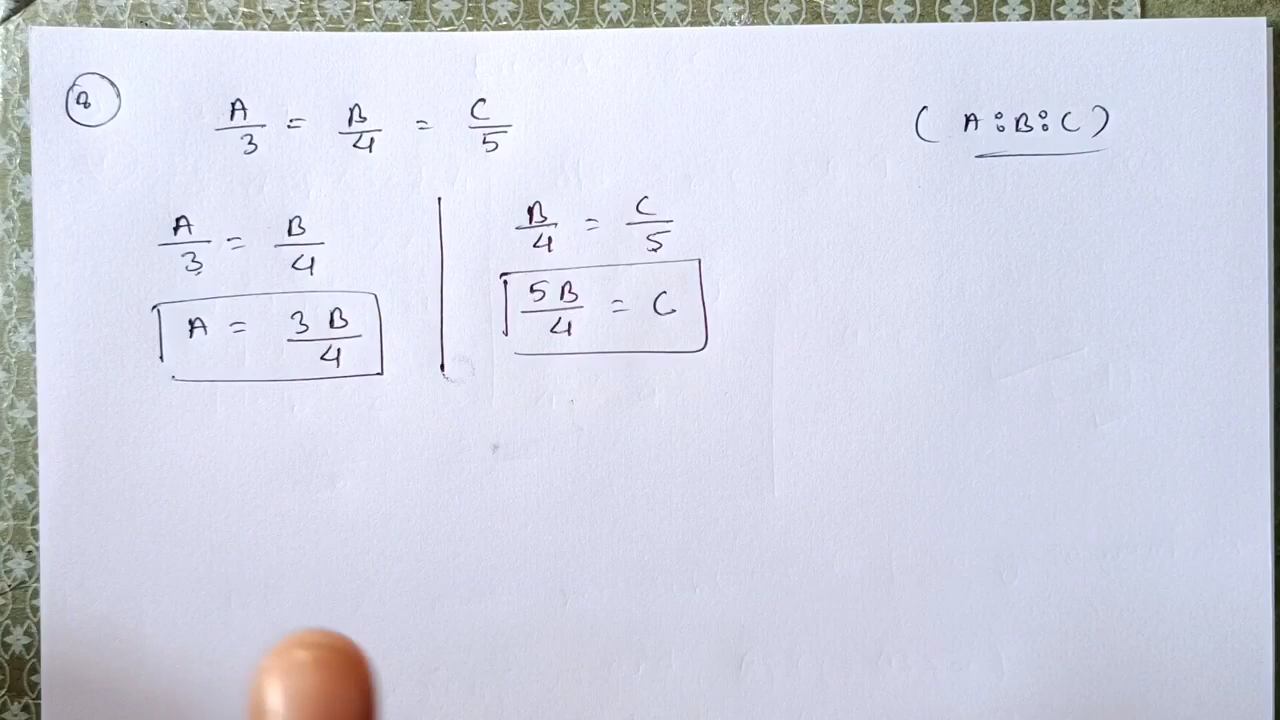 8 A/3 = B/4 = C/5 (A:B:C)
A/3 = B/4
A = 3B/4
B/4 = C/5
5B/4 = C